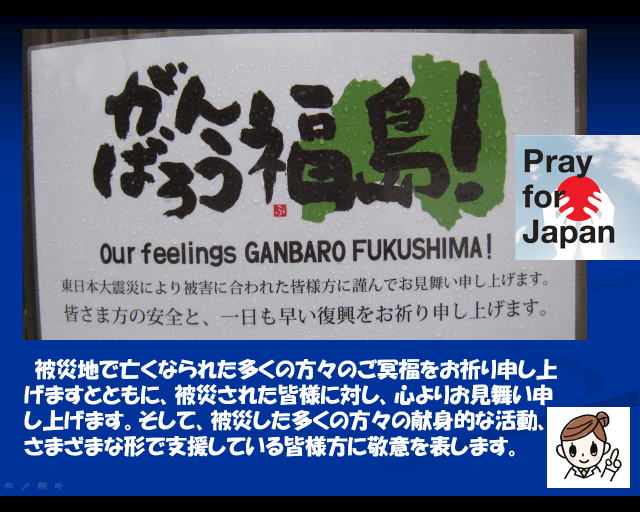 がん
ばろう福島!
ふ
Our feelings GANBARO FUKUSHIMA!
東日本大震災により被害に合われた皆様方に謹んでお見舞い申し上げます。
皆さま方の安全と、一日も早い復興をお祈り申し上げます。
Pray
for
Japan
被災地で亡くなられた多くの方々のご冥福をお祈り申し上
げますとともに、被災された皆様に対し、心よりお見舞い申
し上げます。そして、被災した多くの方々の献身的な活動、
さまざまな形で支援している皆様方に敬意を表します。